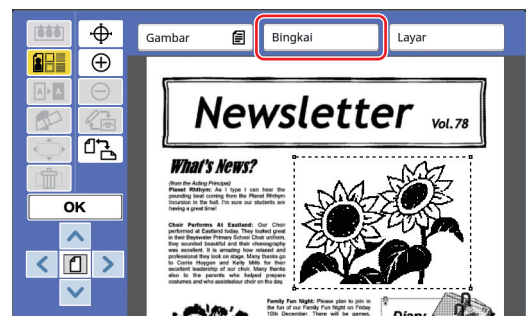 Gambar
Bingkai
Layar
A A
OK
Newsletter Vol.78
What's News?
(from the Acting Principal)
Planet Rhthym: As I type I can hear the
pounding beat coming from the Planet Rhthym
Incursion in the hall. I'm sure our students are
having a great time!
Choir Performs At Eastland: Our Choir
performed at Eastland today. They looked great
in their Bayswater Primary School Choir uniform,
they sounded beautiful and their choreography
was excellent. It is amazing how relaxed and
professional they look on stage. Many thanks go
to Corrie Huygen and Kelly Mills for their
excellent leadership of our choir. Many thanks
also to the parents who helped prepare
costumes and who assistedour choir on the day.
Family Fun Night: Please plan to join in
the fun of our Family Fun Night on Friday
10th December. There will be games,
Diary